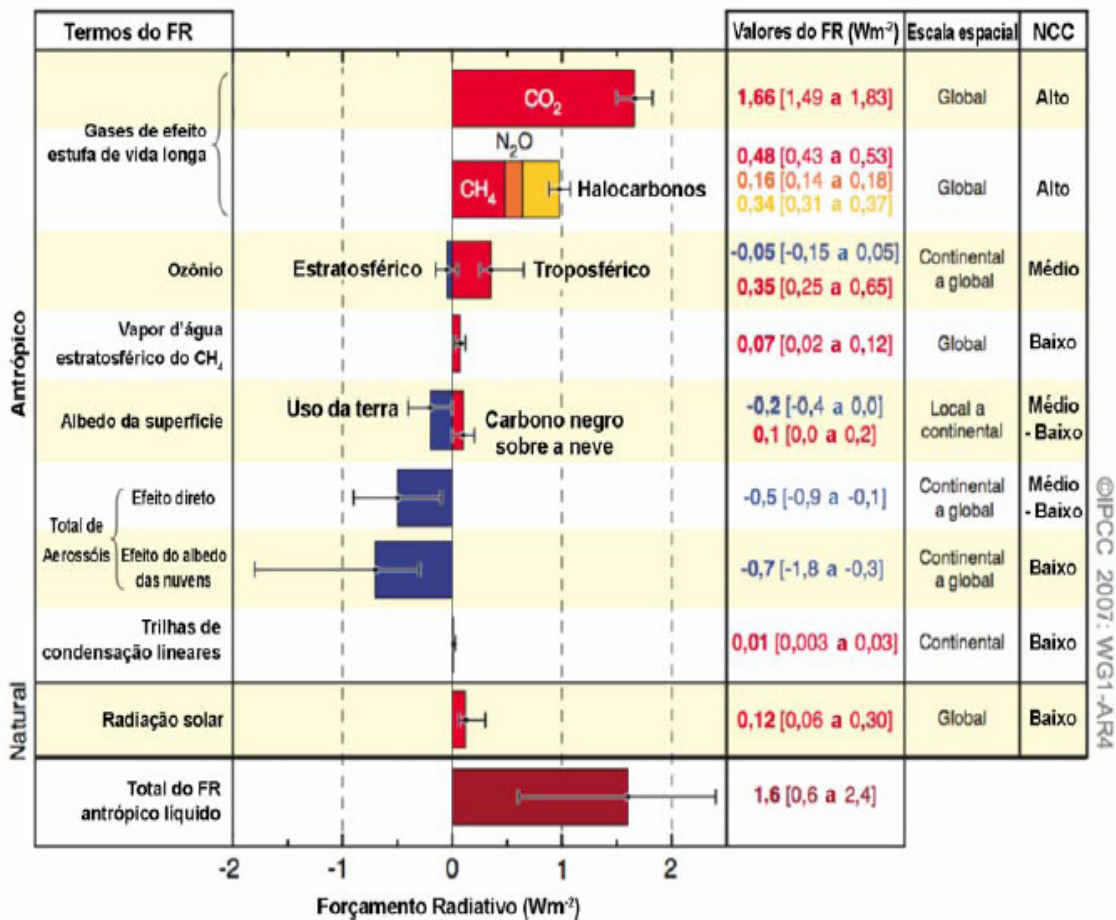 Termos do FR
Valores do FR (Wm⁻²)
Escala espacial
NCC
Antrópico
Gases de efeito
estufa de vida longa
CO₂
1,66 [1,49 a 1,83]
Global
Alto
N₂O
CH₄
Halocarbonos
0,48 [0,43 a 0,53]
0,16 [0,14 a 0,18]
0,34 [0,31 a 0,37]
Global
Alto
Ozônio
Estratosférico
Troposférico
-0,05 [-0,15 a 0,05]
0,35 [0,25 a 0,65]
Continental
a global
Médio
Vapor d'água
estratosférico do CH₄
0,07 [0,02 a 0,12]
Global
Baixo
Albedo da superfície
Uso da terra
Carbono negro
sobre a neve
-0,2 [-0,4 a 0,0]
0,1 [0,0 a 0,2]
Local a
continental
Médio
- Baixo
Total de
Aerossóis
Efeito direto
-0,5 [-0,9 a -0,1]
Continental
a global
Médio
- Baixo
Efeito do albedo
das nuvens
-0,7 [-1,8 a -0,3]
Continental
a global
Baixo
Trilhas de
condensação lineares
0,01 [0,003 a 0,03]
Continental
Baixo
Natural
Radiação solar
0,12 [0,06 a 0,30]
Global
Baixo
Total do FR
antrópico líquido
1,6 [0,6 a 2,4]
-2 -1 0 1 2
Forçamento Radiativo (Wm⁻²)
©IPCC 2007: WG1-AR4